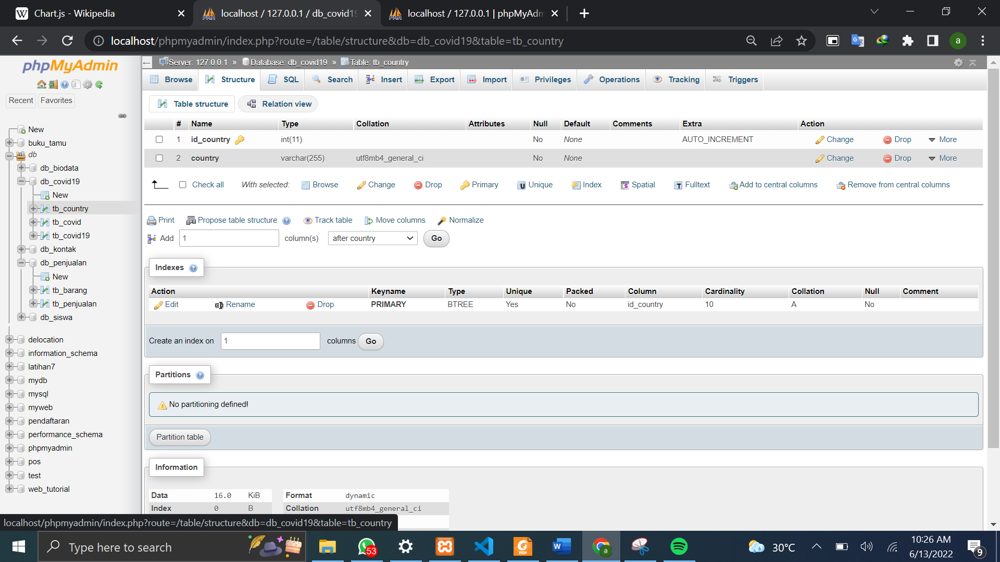 Chart.js - Wikipedia
localhost / 127.0.0.1 / db_covid19
localhost / 127.0.0.1 | phpMyAdm
localhost/phpmyadmin/index.php?route=/table/structure&db=db_covid19&table=tb_country
a
phpMyAdmin
Recent Favorites
New
buku_tamu
db
db_biodata
db_covid19
New
tb_country
tb_covid
tb_covid19
db_kontak
db_penjualan
New
tb_barang
tb_penjualan
db_siswa
delocation
information_schema
latihan7
mydb
mysql
myweb
pendaftaran
performance_schema
phpmyadmin
pos
test
web_tutorial
Server: 127.0.0.1 » Database: db_covid19 » Table: tb_country
Browse Structure SQL Search Insert Export Import Privileges Operations Tracking Triggers
Table structure Relation view
# Name Type Collation Attributes Null Default Comments Extra Action
1 id_country int(11) No None AUTO_INCREMENT Change Drop More
2 country varchar(255) utf8mb4_general_ci No None Change Drop More
Check all With selected: Browse Change Drop Primary Unique Index Spatial Fulltext Add to central columns Remove from central columns
Print Propose table structure Track table Move columns Normalize
Add 1 column(s) after country Go
Indexes
Action Keyname Type Unique Packed Column Cardinality Collation Null Comment
Edit Rename Drop PRIMARY BTREE Yes No id_country 10 A No
Create an index on 1 columns Go
Partitions
No partitioning defined!
Partition table
Information
Data 16.0 KiB Format dynamic
Index 0 B Collation utf8mb4_general_ci
localhost/phpmyadmin/index.php?route=/table/structure&db=db_covid19&table=tb_country
Type here to search
53
PDF
a
30°C
10:26 AM
6/13/2022
9